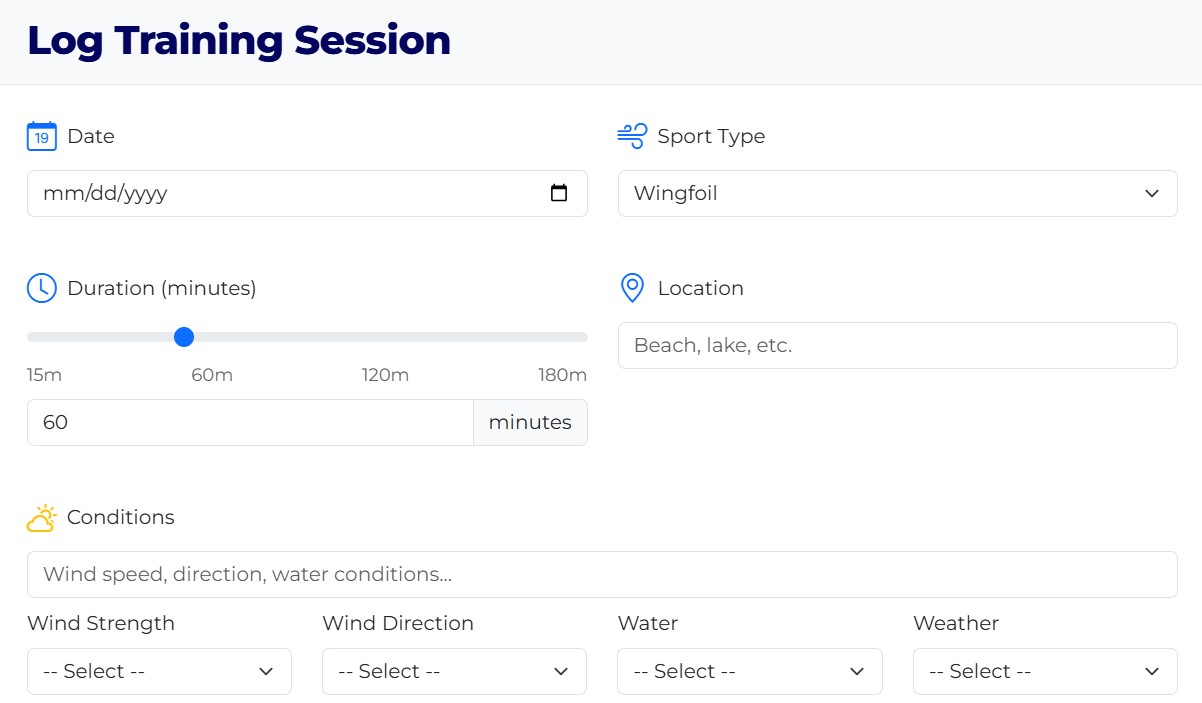 Log Training Session
19 Date
Sport Type
mm/dd/yyyy
Wingfoil
Duration (minutes)
Location
15m 60m 120m 180m
Beach, lake, etc.
60 minutes
Conditions
Wind speed, direction, water conditions...
Wind Strength Wind Direction Water Weather
-- Select -- -- Select -- -- Select -- -- Select --